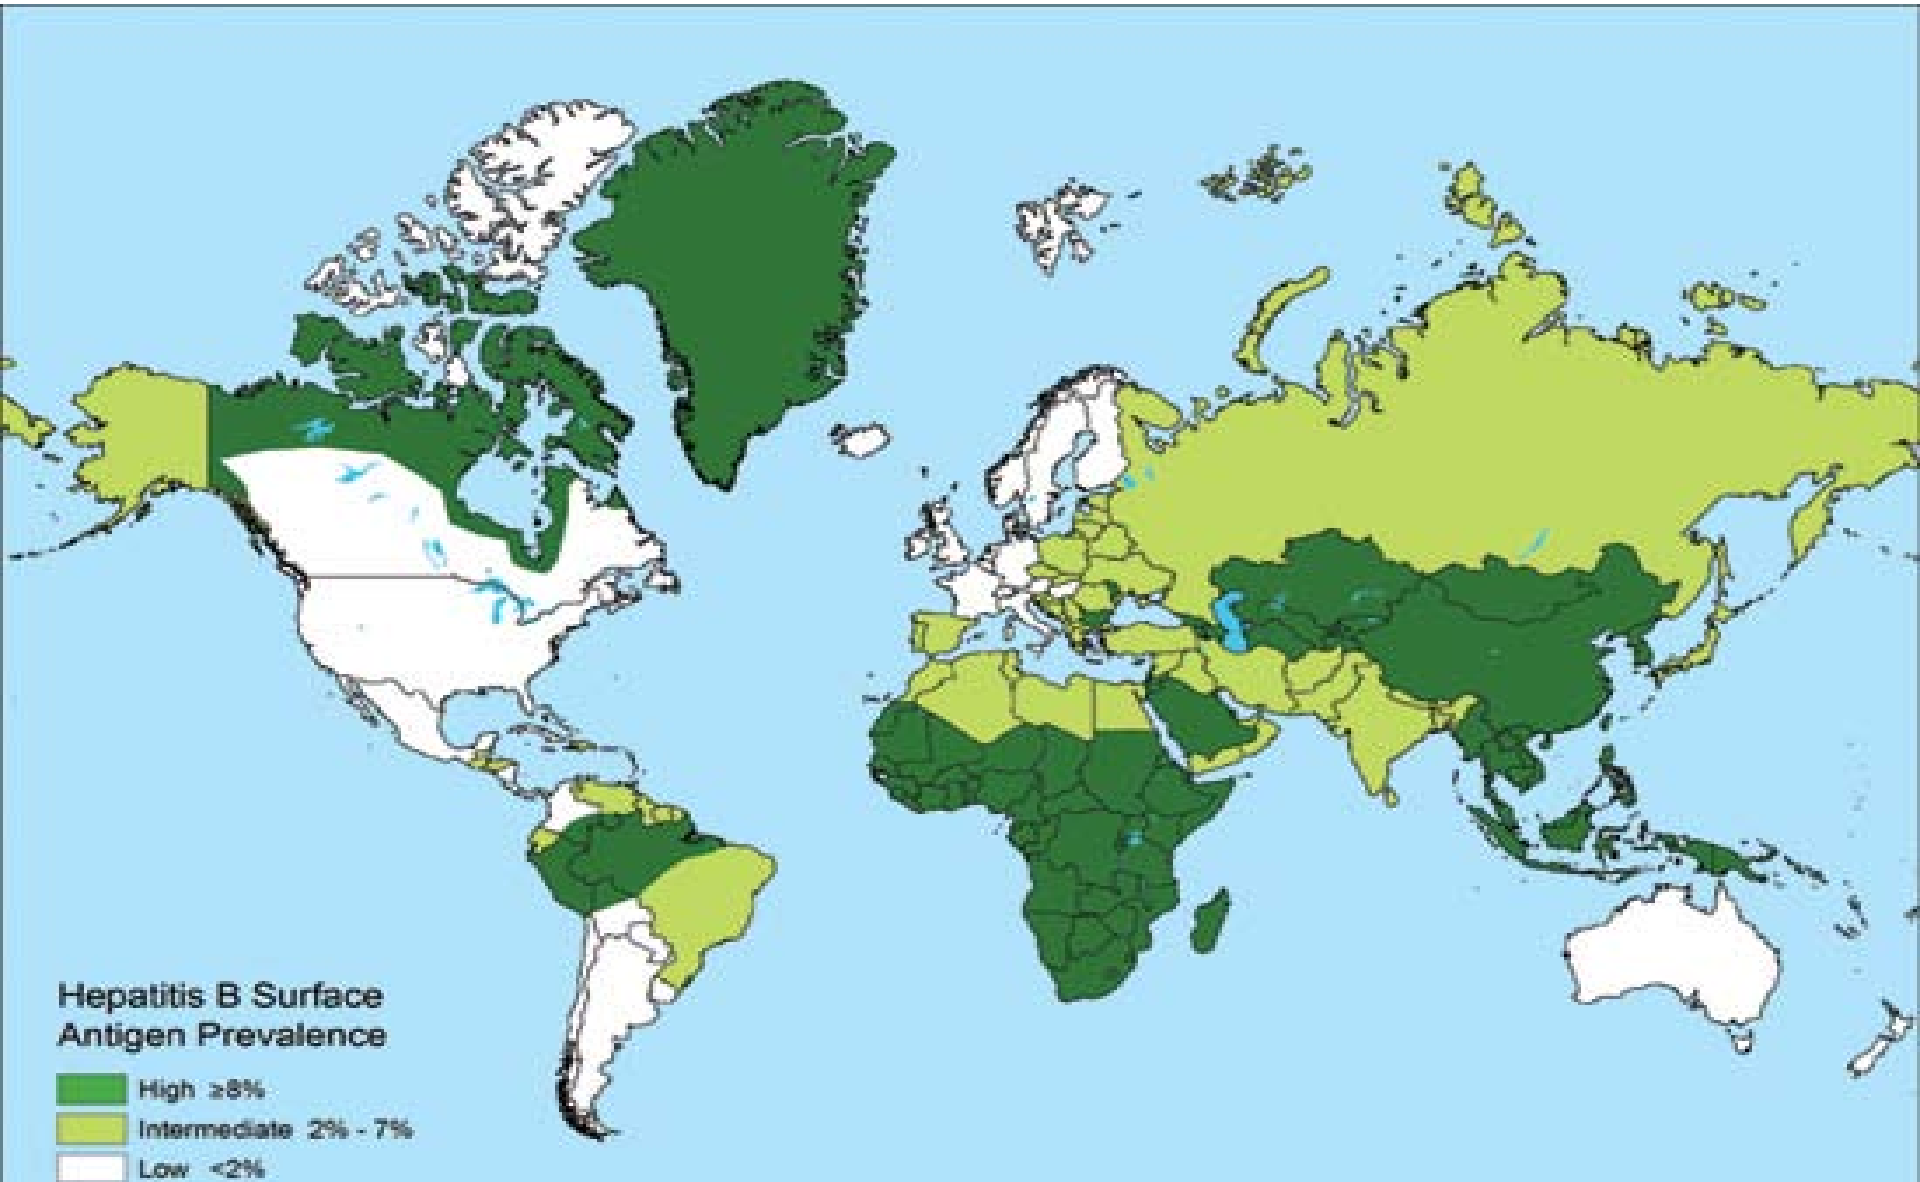 Hepatitis B Surface
Antigen Prevalence
High ≥8%
Intermediate 2% - 7%
Low <2%